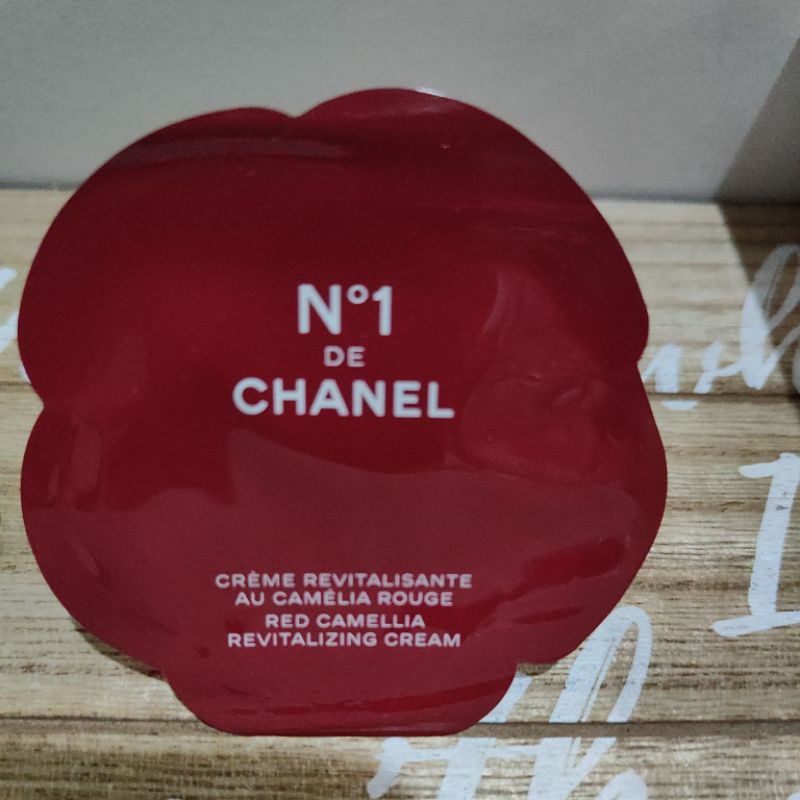 N°1
DE
CHANEL
CRÈME REVITALISANTE
AU CAMÉLIA ROUGE
RED CAMELLIA
REVITALIZING CREAM